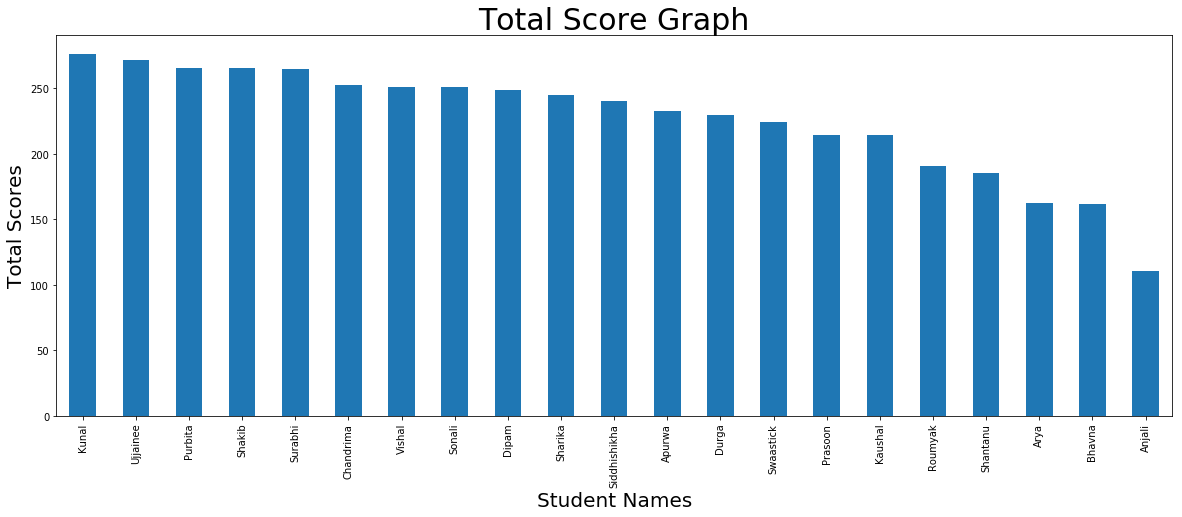 Total Score Graph
Total Scores
250
200
150
100
50
0
Kunal
Ujjainee
Purbita
Shakib
Surabhi
Chandrima
Vishal
Sonali
Dipam
Sharika
Siddhishikha
Apurwa
Durga
Swaastick
Prasoon
Kaushal
Roumyak
Shantanu
Arya
Bhavna
Anjali
Student Names